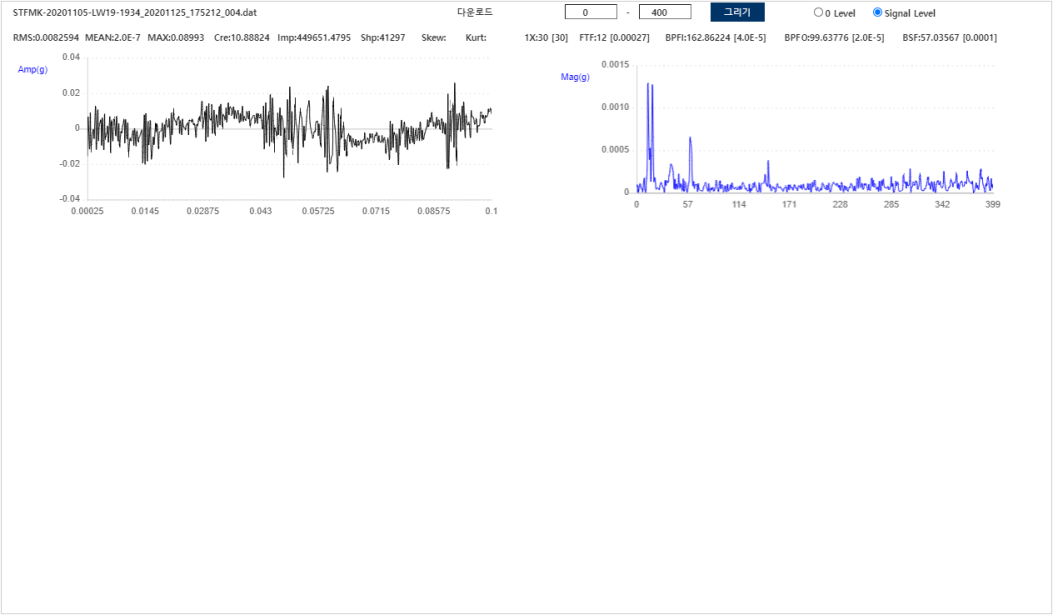 STFMK-20201105-LW19-1934_20201125_175212_004.dat 다운로드 0 - 400 그리기 0 Level Signal Level
RMS:0.0082594 MEAN:2.0E-7 MAX:0.08993 Cre:10.88824 Imp:449651.4795 Shp:41297 Skew: Kurt: 1X:30 [30] FTF:12 [0.00027] BPFI:162.86224 [4.0E-5] BPFO:99.63776 [2.0E-5] BSF:57.03567 [0.0001]
Amp(g)
0.04
0.02
0
-0.02
-0.04
0.00025 0.0145 0.02875 0.043 0.05725 0.0715 0.08575 0.1
Mag(g)
0.0015
0.0010
0.0005
0
0 57 114 171 228 285 342 399